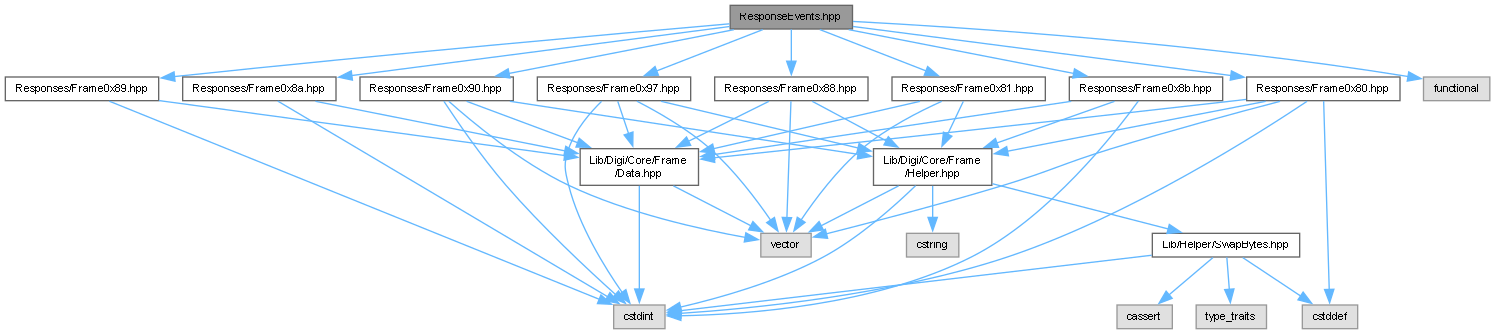 ResponseEvents.hpp
Responses/Frame0x89.hpp
Responses/Frame0x8a.hpp
Responses/Frame0x90.hpp
Responses/Frame0x97.hpp
Responses/Frame0x88.hpp
Responses/Frame0x81.hpp
Responses/Frame0x8b.hpp
Responses/Frame0x80.hpp
functional
Lib/Digi/Core/Frame
/Data.hpp
Lib/Digi/Core/Frame
/Helper.hpp
vector
cstring
Lib/Helper/SwapBytes.hpp
cstdint
cassert
type_traits
cstddef